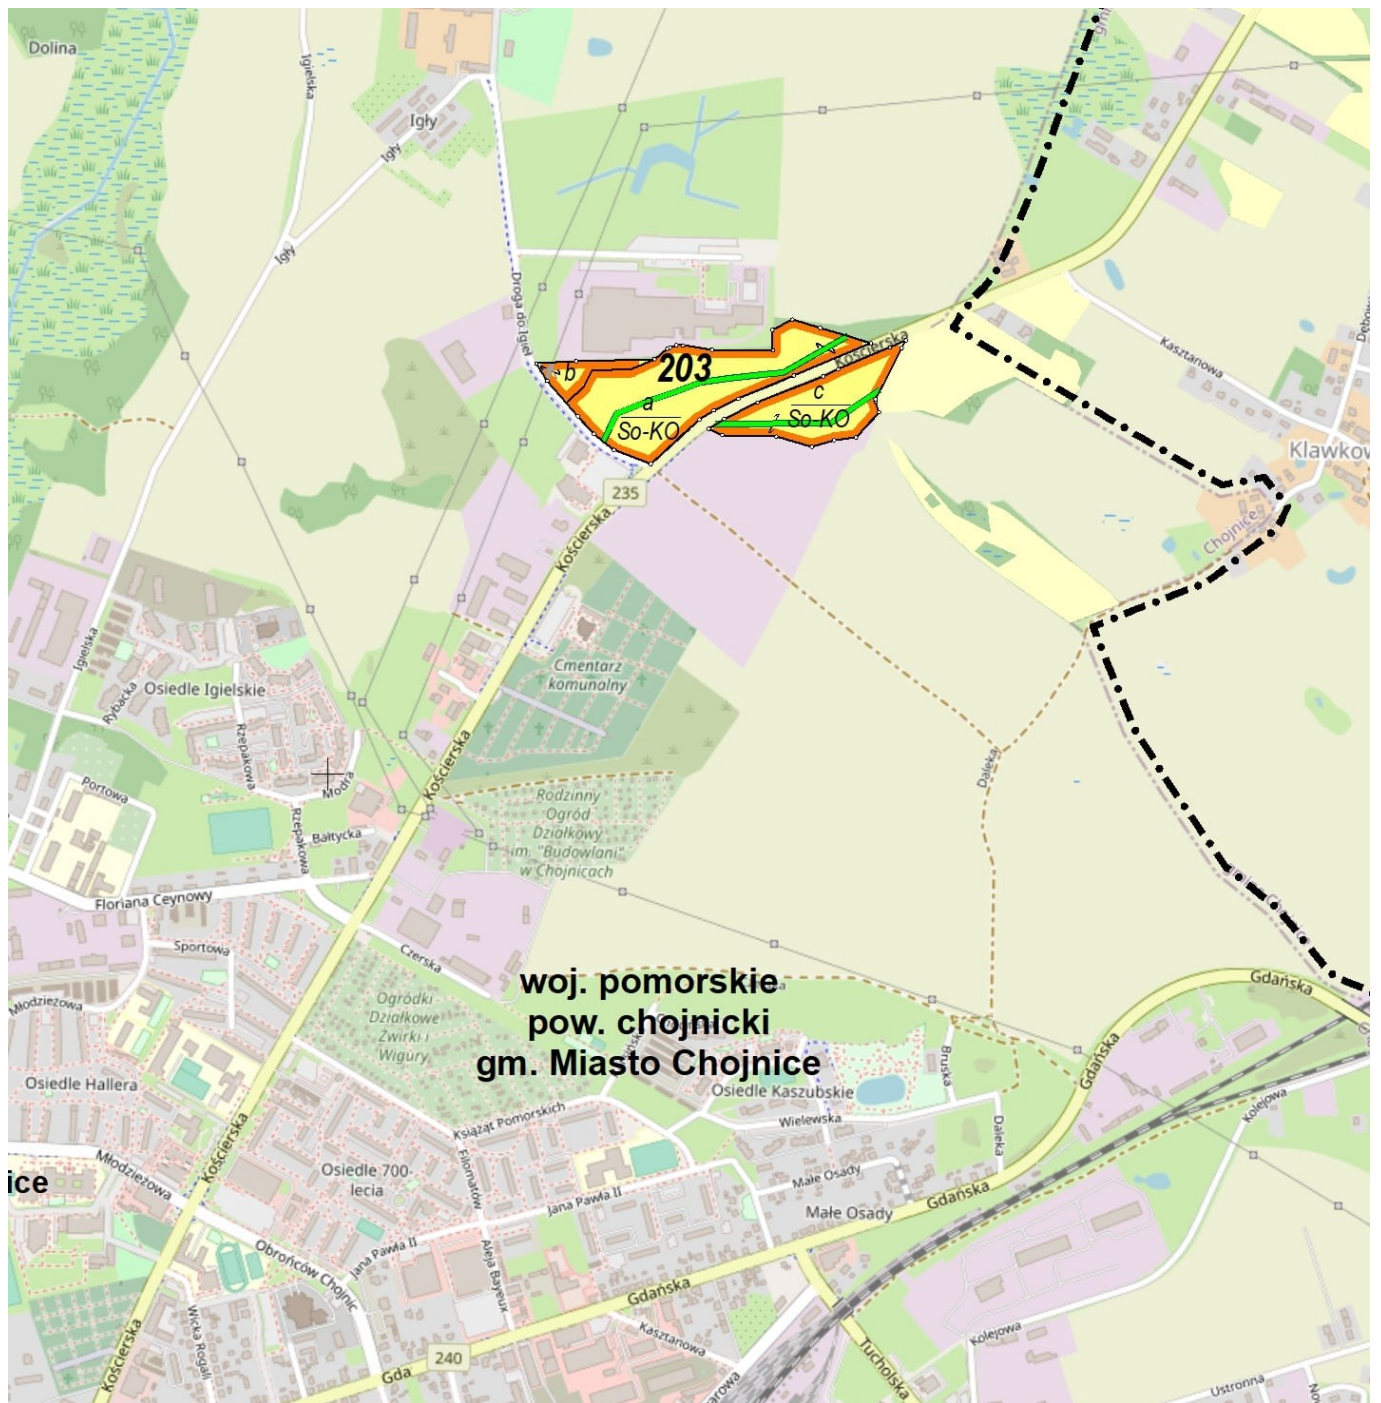 Dolina
Igielska
Igły
Igły
Igły
Droga do Igieł
Kościerska
203
b
a
So-KO
c
So-KO
235
Kościerska
Kasztanowa
Klawkow
Chojnice
Igielska
Rybacka
Osiedle Igielskie
Rzepakowa
Modra
Portowa
Rzepakowa
Bałtycka
Kościerska
Cmentarz
komunalny
Daleka
Rodzinny
Ogród
Działkowy
im. "Budowlani"
w Chojnicach
Floriana Ceynowy
Sportowa
Czerska
Młodzieżowa
Ogródki
Działkowe
Żwirki i
Wigury
woj. pomorskie
pow. chojnicki
gm. Miasto Chojnice
Gdańska
Gdańska
Bruska
Osiedle Kaszubskie
Wielewska
Daleka
Kolejowa
Osiedle Hallera
Kościerska
Książąt Pomorskich
Filomatów
Osiedle 700-
lecia
Młodzieżowa
ice
Jana Pawła II
Małe Osady
Małe Osady
Gdańska
Obrońców Chojnic
Jana Pawła II
Aleja Bayeux
Gdańska
Kasztanowa
Wicka Rogali
Kościerska
240
Gda
Tucholska
Kolejowa
Ustronna